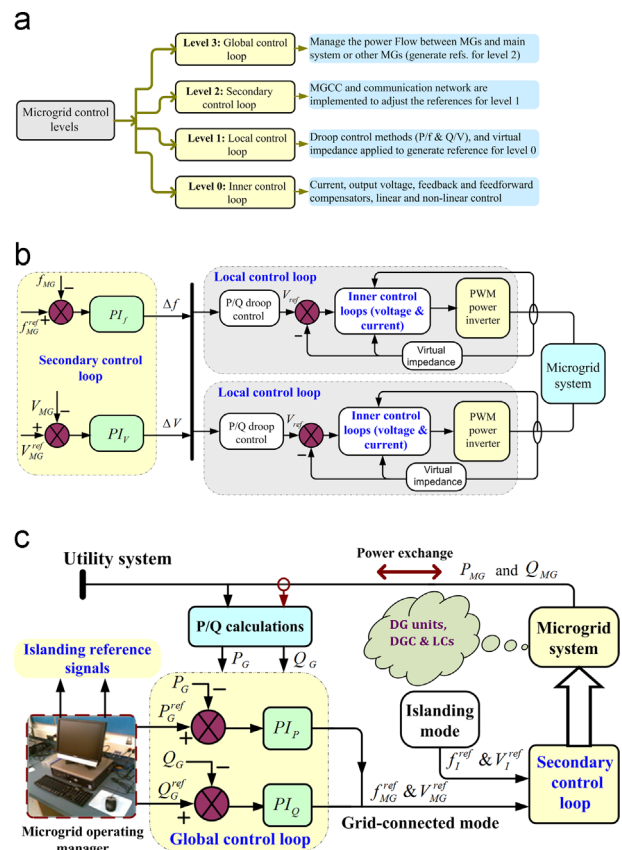 a
Microgrid control
levels
Level 3: Global control
loop
Manage the power Flow between MGs and main
system or other MGs (generate refs. for level 2)
Level 2: Secondary
control loop
MGCC and communication network are
implemented to adjust the references for level 1
Level 1: Local control
loop
Droop control methods (P/f & Q/V), and virtual
impedance applied to generate reference for level 0
Level 0: Inner control
loop
Current, output voltage, feedback and feedforward
compensators, linear and non-linear control
b
f_MG
−
+
f_MG^ref
PI_f
Δf
Secondary control
loop
V_MG
−
+
V_MG^ref
PI_V
ΔV
Local control loop
P/Q droop
control
V_ref
−
Inner control
loops (voltage &
current)
PWM
power
inverter
Virtual
impedance
Local control loop
P/Q droop
control
V_ref
−
Inner control
loops (voltage &
current)
PWM
power
inverter
Virtual
impedance
Microgrid
system
c
Utility system
Power exchange
P_MG and Q_MG
P/Q calculations
P_G
Q_G
DG units,
DGC & LCs
Microgrid
system
Islanding reference
signals
P_G
−
P_G^ref
+
PI_P
Q_G
−
Q_G^ref
+
PI_Q
Global control loop
Microgrid operating
manager
Islanding
mode
f_I^ref & V_I^ref
f_MG^ref & V_MG^ref
Grid-connected mode
Secondary
control
loop